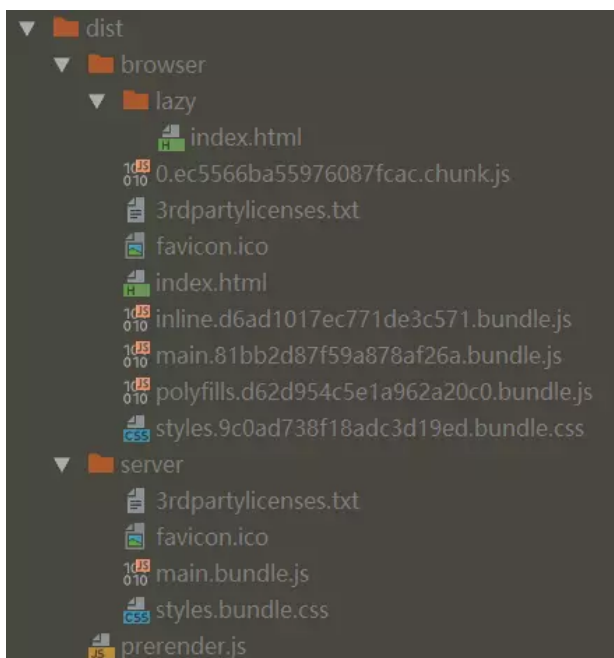 dist
browser
lazy
index.html
0.ec5566ba55976087fcac.chunk.js
3rdpartylicenses.txt
favicon.ico
index.html
inline.d6ad1017ec771de3c571.bundle.js
main.81bb2d87f59a878af26a.bundle.js
polyfills.d62d954c5e1a962a20c0.bundle.js
styles.9c0ad738f18adc3d19ed.bundle.css
server
3rdpartylicenses.txt
favicon.ico
main.bundle.js
styles.bundle.css
prerender.js